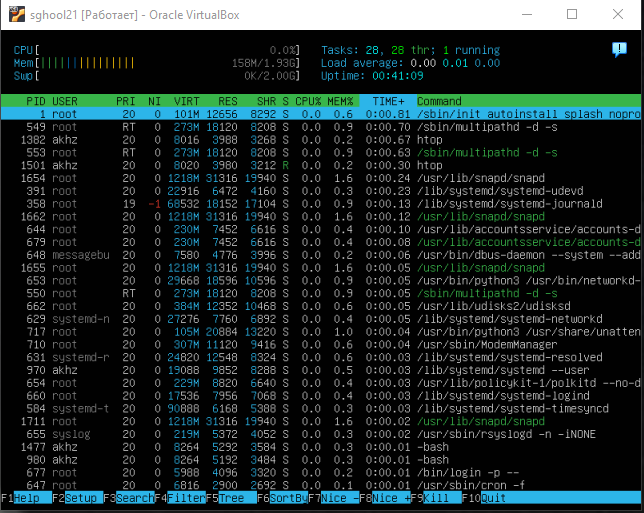 sghool21 [Работает] - Oracle VirtualBox
CPU[ 0.0%] Tasks: 28, 28 thr; 1 running
Mem[|||||||||||||||| 158M/1.93G] Load average: 0.00 0.01 0.00
Swp[ 0K/2.00G] Uptime: 00:41:09
PID USER PRI NI VIRT RES SHR S CPU% MEM% TIME+ Command
1 root 20 0 101M 12656 8292 S 0.0 0.6 0:00.81 /sbin/init autoinstall splash nopro
549 root RT 0 273M 18120 8208 S 0.0 0.9 0:00.70 /sbin/multipathd -d -s
1382 akhz 20 0 8016 3988 3268 S 0.0 0.2 0:00.67 htop
553 root RT 0 273M 18120 8208 S 0.0 0.9 0:00.63 /sbin/multipathd -d -s
1501 akhz 20 0 8020 3980 3212 R 0.0 0.2 0:00.30 htop
1654 root 20 0 1218M 31316 19940 S 0.0 1.6 0:00.24 /usr/lib/snapd/snapd
391 root 20 0 22916 6472 4160 S 0.0 0.3 0:00.23 /lib/systemd/systemd-udevd
358 root 19 -1 68532 18152 17104 S 0.0 0.9 0:00.13 /lib/systemd/systemd-journald
1662 root 20 0 1218M 31316 19940 S 0.0 1.6 0:00.12 /usr/lib/snapd/snapd
644 root 20 0 230M 7452 6616 S 0.0 0.4 0:00.10 /usr/lib/accountsservice/accounts-d
679 root 20 0 230M 7452 6616 S 0.0 0.4 0:00.08 /usr/lib/accountsservice/accounts-d
648 messagebu 20 0 7580 4776 3996 S 0.0 0.2 0:00.06 /usr/bin/dbus-daemon --system --add
1655 root 20 0 1218M 31316 19940 S 0.0 1.6 0:00.05 /usr/lib/snapd/snapd
653 root 20 0 29668 18596 10596 S 0.0 0.9 0:00.05 /usr/bin/python3 /usr/bin/networkd-
550 root RT 0 273M 18120 8208 S 0.0 0.9 0:00.05 /sbin/multipathd -d -s
662 root 20 0 384M 12352 10468 S 0.0 0.6 0:00.05 /usr/lib/udisks2/udisksd
629 systemd-n 20 0 27276 7760 6892 S 0.0 0.4 0:00.05 /lib/systemd/systemd-networkd
717 root 20 0 105M 20884 13220 S 0.0 1.0 0:00.04 /usr/bin/python3 /usr/share/unatten
710 root 20 0 307M 11120 9416 S 0.0 0.6 0:00.04 /usr/sbin/ModemManager
631 systemd-r 20 0 24820 12548 8324 S 0.0 0.6 0:00.03 /lib/systemd/systemd-resolved
970 akhz 20 0 19088 9852 8288 S 0.0 0.5 0:00.03 /lib/systemd/systemd --user
654 root 20 0 229M 8820 6640 S 0.0 0.4 0:00.03 /usr/lib/policykit-1/polkitd --no-d
660 root 20 0 17536 7956 7068 S 0.0 0.4 0:00.03 /lib/systemd/systemd-logind
584 systemd-t 20 0 90888 6168 5388 S 0.0 0.3 0:00.03 /lib/systemd/systemd-timesyncd
1711 root 20 0 1218M 31316 19940 S 0.0 1.6 0:00.02 /usr/lib/snapd/snapd
655 syslog 20 0 219M 5372 4052 S 0.0 0.3 0:00.02 /usr/sbin/rsyslogd -n -iNONE
1477 akhz 20 0 8264 5292 3584 S 0.0 0.3 0:00.01 -bash
980 akhz 20 0 8264 5192 3484 S 0.0 0.3 0:00.01 -bash
677 root 20 0 5988 4096 3320 S 0.0 0.2 0:00.01 /bin/login -p --
647 root 20 0 6816 2900 2692 S 0.0 0.1 0:00.01 /usr/sbin/cron -f
F1Help F2Setup F3SearchF4FilterF5Tree F6SortByF7Nice -F8Nice +F9Kill F10Quit